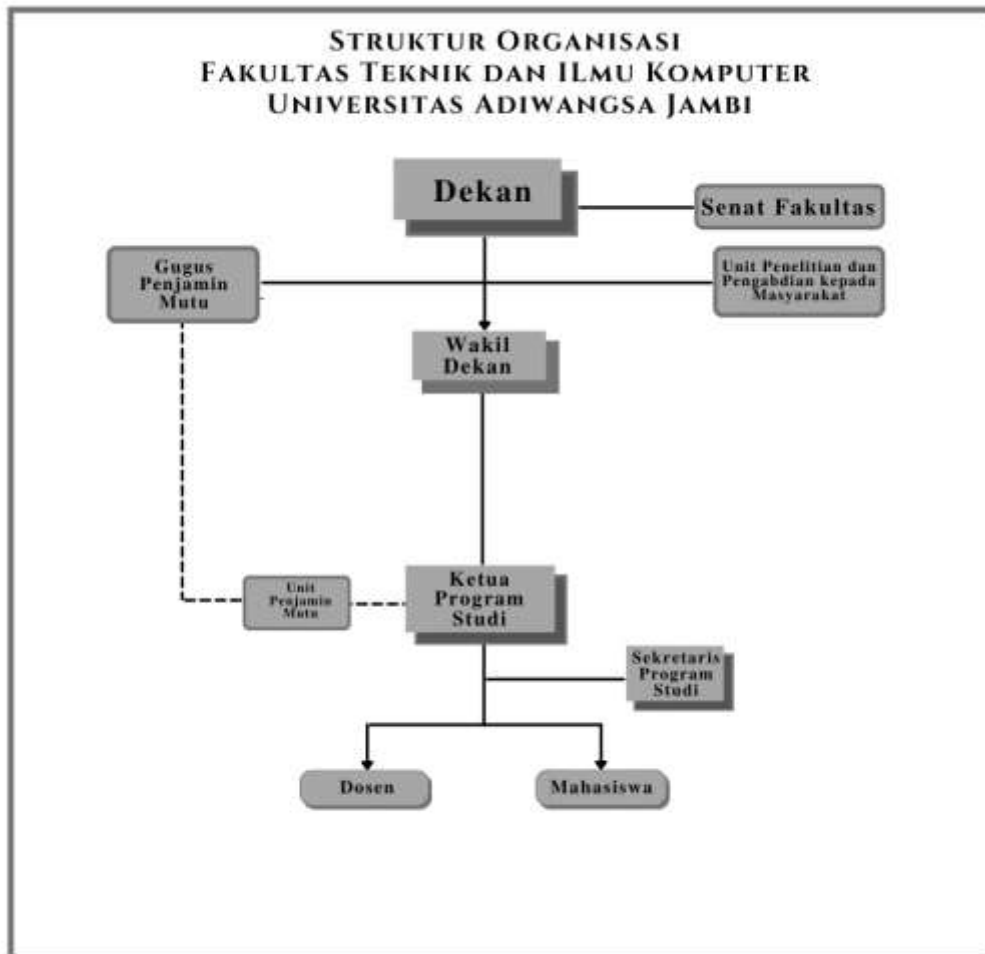 STRUKTUR ORGANISASI
FAKULTAS TEKNIK DAN ILMU KOMPUTER
UNIVERSITAS ADIWANGSA JAMBI
Dekan
Senat Fakultas
Gugus
Penjamin
Mutu
Unit Penelitian dan
Pengabdian kepada
Masyarakat
Wakil
Dekan
Ketua
Program
Studi
Unit
Penjamin
Mutu
Sekretaris
Program
Studi
Dosen
Mahasiswa